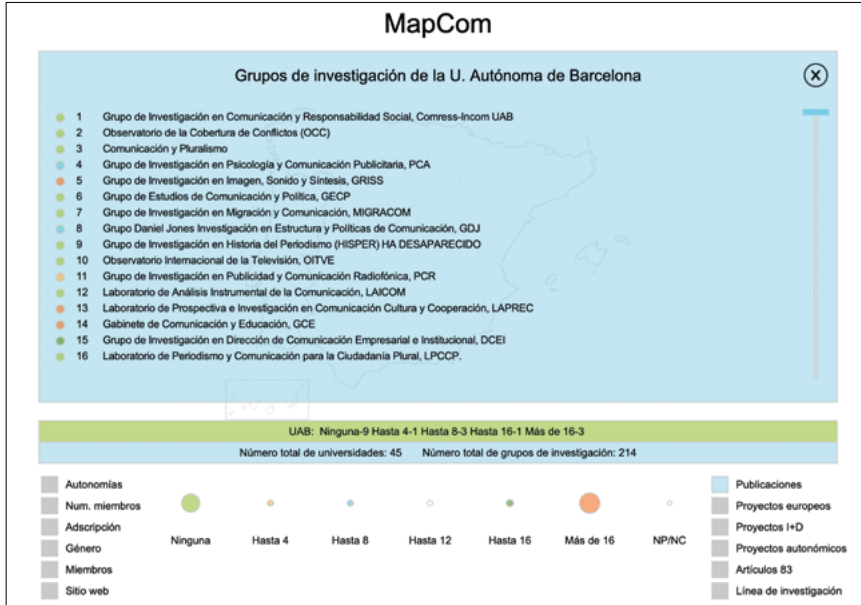 MapCom
Grupos de investigación de la U. Autónoma de Barcelona
X
1 Grupo de Investigación en Comunicación y Responsabilidad Social, Comress-Incom UAB
2 Observatorio de la Cobertura de Conflictos (OCC)
3 Comunicación y Pluralismo
4 Grupo de Investigación en Psicología y Comunicación Publicitaria, PCA
5 Grupo de Investigación en Imagen, Sonido y Síntesis, GRISS
6 Grupo de Estudios de Comunicación y Política, GECP
7 Grupo de Investigación en Migración y Comunicación, MIGRACOM
8 Grupo Daniel Jones Investigación en Estructura y Políticas de Comunicación, GDJ
9 Grupo de Investigación en Historia del Periodismo (HISPER) HA DESAPARECIDO
10 Observatorio Internacional de la Televisión, OITVE
11 Grupo de Investigación en Publicidad y Comunicación Radiofónica, PCR
12 Laboratorio de Análisis Instrumental de la Comunicación, LAICOM
13 Laboratorio de Prospectiva e Investigación en Comunicación Cultura y Cooperación, LAPREC
14 Gabinete de Comunicación y Educación, GCE
15 Grupo de Investigación en Dirección de Comunicación Empresarial e Institucional, DCEI
16 Laboratorio de Periodismo y Comunicación para la Ciudadanía Plural, LPCCP.
UAB: Ninguna-9 Hasta 4-1 Hasta 8-3 Hasta 16-1 Más de 16-3
Número total de universidades: 45 Número total de grupos de investigación: 214
Autonomías
Num. miembros
Adscripción
Género
Miembros
Sitio web
Ninguna Hasta 4 Hasta 8 Hasta 12 Hasta 16 Más de 16 NP/NC
Publicaciones
Proyectos europeos
Proyectos I+D
Proyectos autonómicos
Artículos 83
Línea de investigación